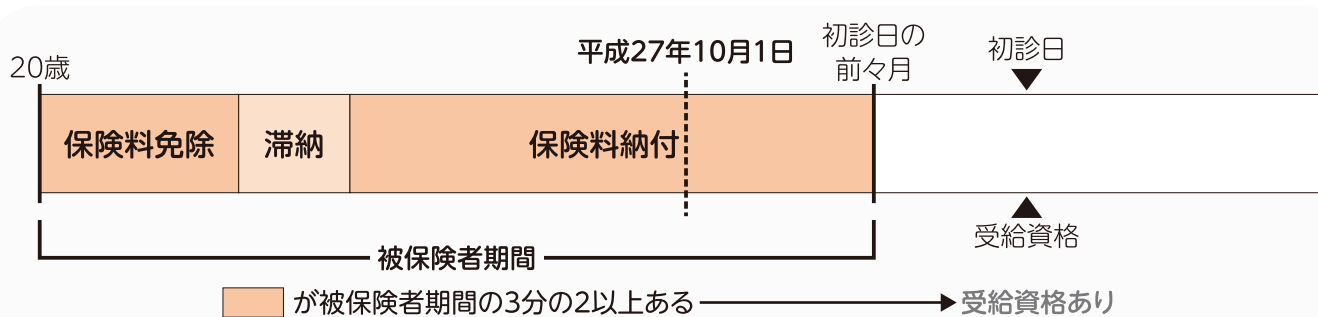 20歳
平成27年10月1日
初診日の
前々月
初診日
保険料免除
滞納
保険料納付
受給資格
被保険者期間
が被保険者期間の3分の2以上ある
受給資格あり